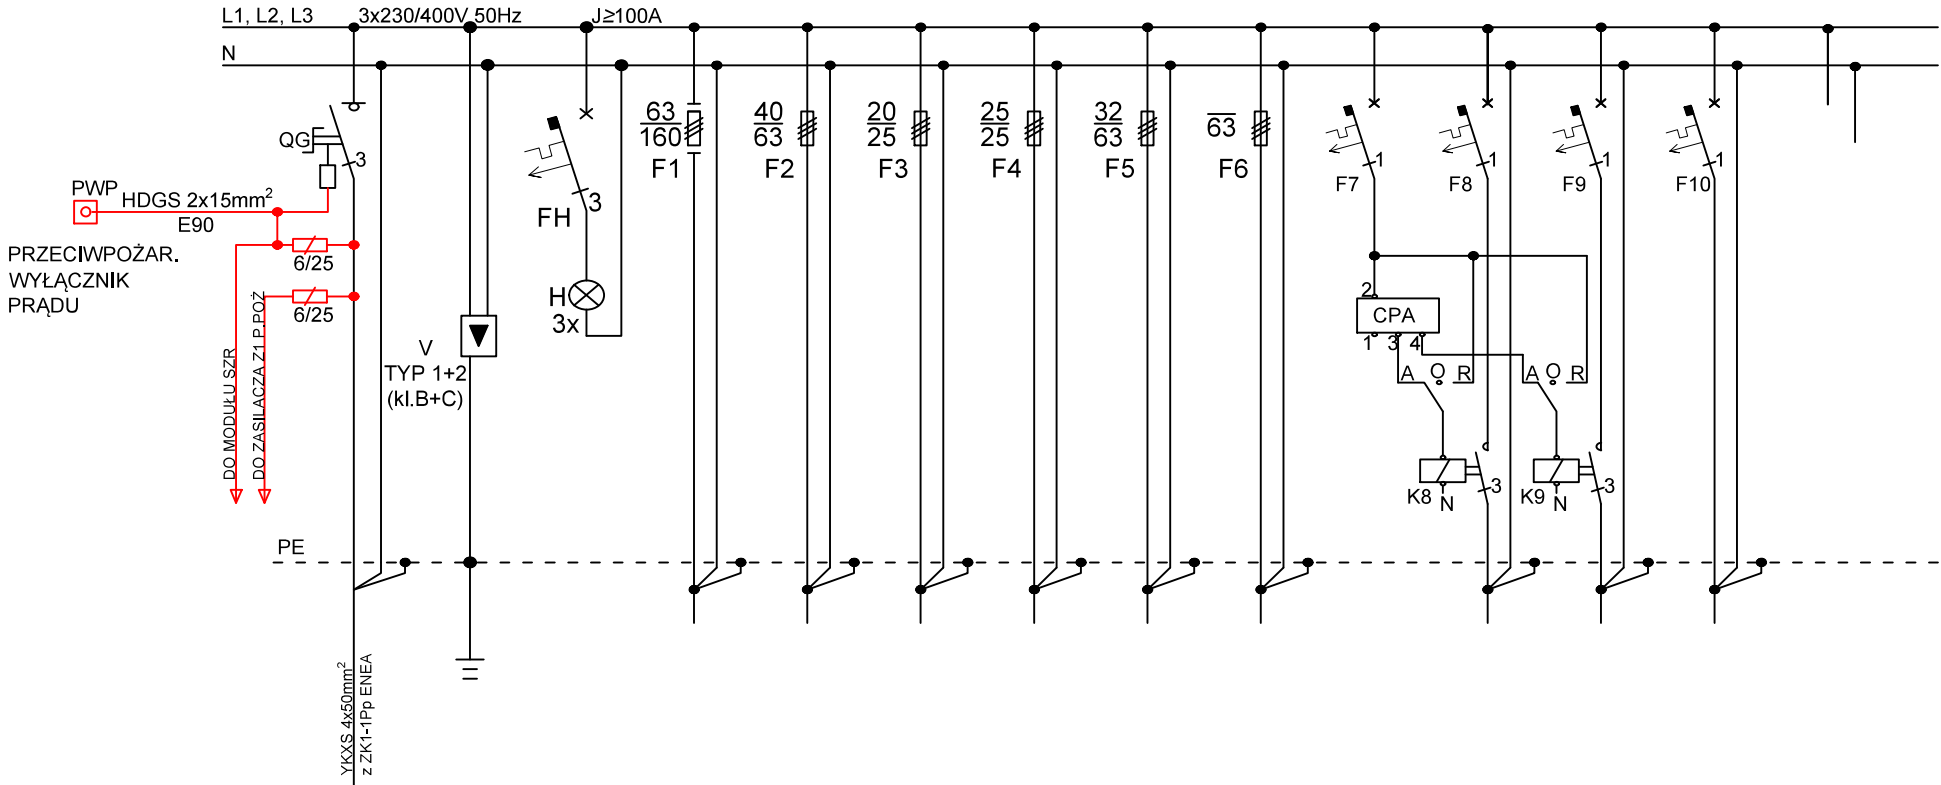 L1, L2, L3 3x230/400V 50Hz J≥100A
N
QG
3
PWP
HDGS 2x15mm²
E90
PRZECIWPOŻAR.
WYŁĄCZNIK
PRĄDU
6/25
6/25
DO MODUŁU SZR
DO ZASILACZA Z1 P.POŻ
V
TYP 1+2
(kl.B+C)
FH
3
H
3x
63
160
F1
40
63
F2
20
25
F3
25
25
F4
32
63
F5
63
F6
1
F7
1
F8
1
F9
1
F10
2
CPA
1 3 4
A O R
A O R
K8
N
3
K9
N
3
PE
YKXS 4x50mm²
z ZK1-1Pp ENEA